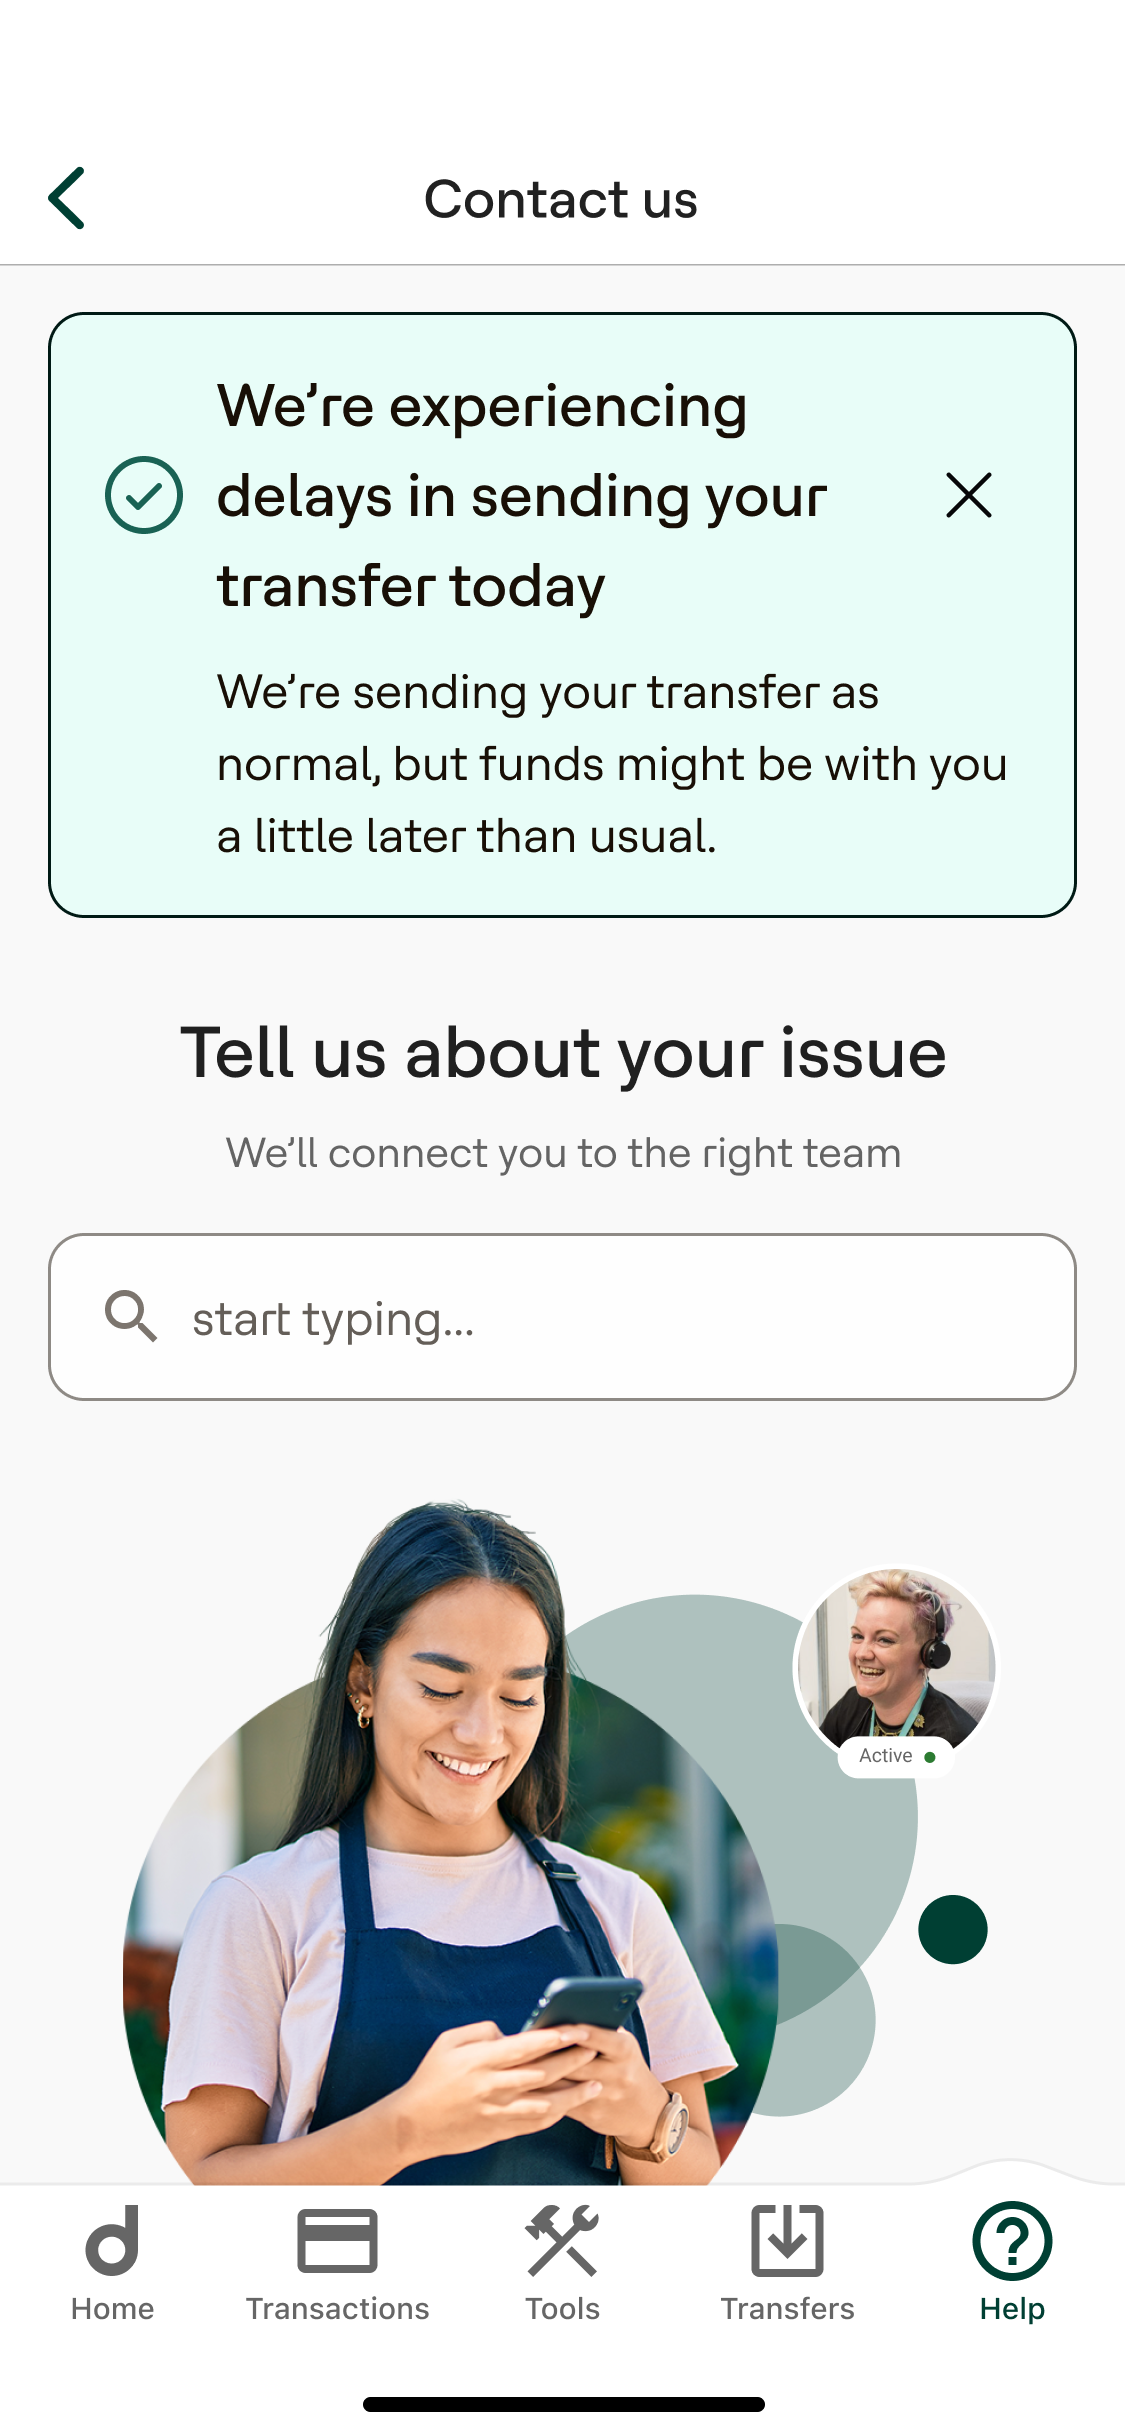 Contact us
We’re experiencing
delays in sending your
transfer today
We’re sending your transfer as
normal, but funds might be with you
a little later than usual.
Tell us about your issue
We’ll connect you to the right team
start typing...
Active
Home
Transactions
Tools
Transfers
Help